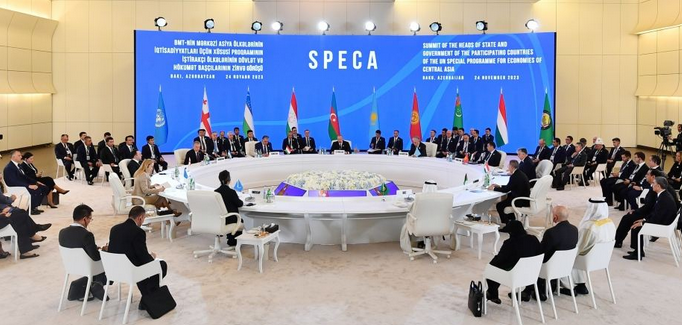 BMT-NİN MƏRKƏZİ ASİYA ÖLKƏLƏRİNİN
İQTİSADİYYATLARI ÜÇÜN XÜSUSİ PROQRAMININ
İŞTİRAKÇI ÖLKƏLƏRİNİN DÖVLƏT VƏ
HÖKUMƏT BAŞÇILARININ ZİRVƏ GÖRÜŞÜ
BAKI, AZƏRBAYCAN 24 NOYABR 2023
SPECA
SUMMIT OF THE HEADS OF STATE AND
GOVERNMENT OF THE PARTICIPATING COUNTRIES
OF THE UN SPECIAL PROGRAMME FOR ECONOMIES OF
CENTRAL ASIA
BAKU, AZERBAIJAN 24 NOVEMBER 2023